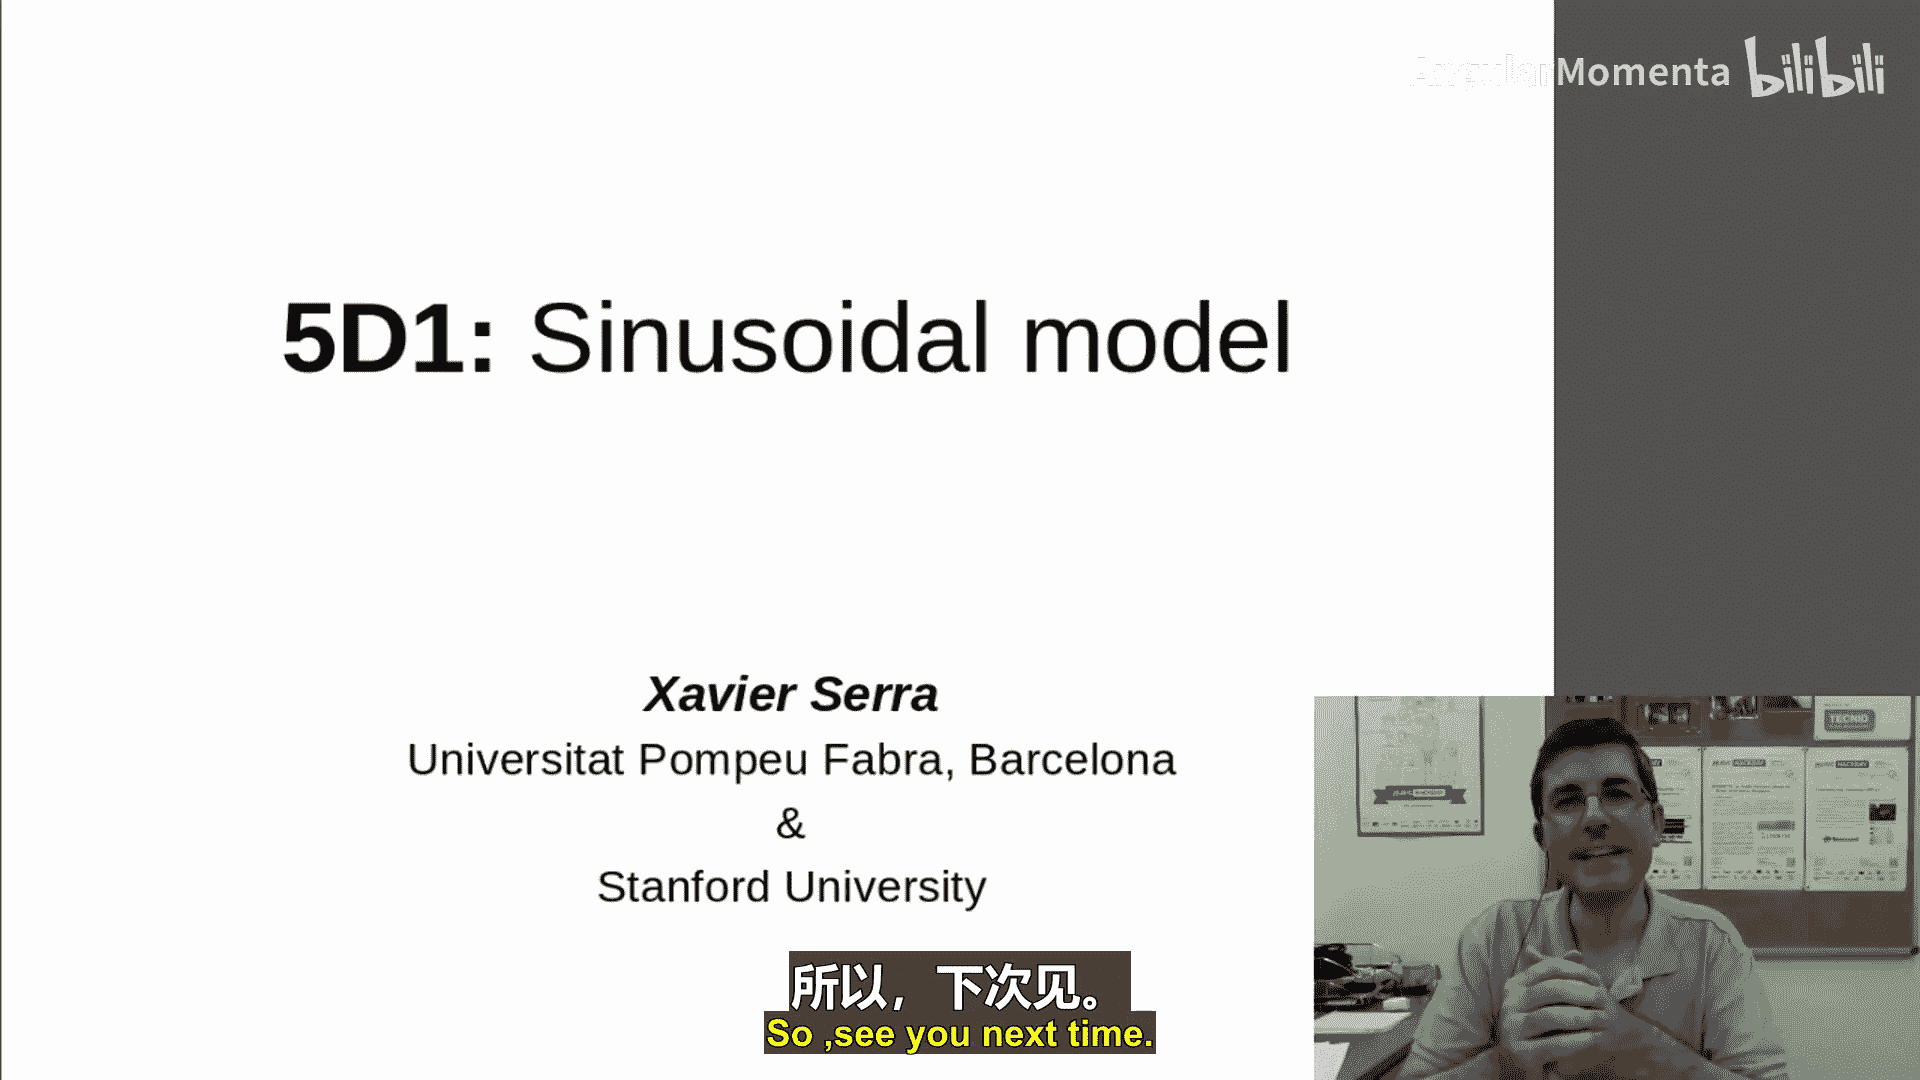 Momenta bilibili
5D1: Sinusoidal model
Xavier Serra
Universitat Pompeu Fabra, Barcelona
&
Stanford University
TECNIO
所以，下次见。
So ,see you next time.